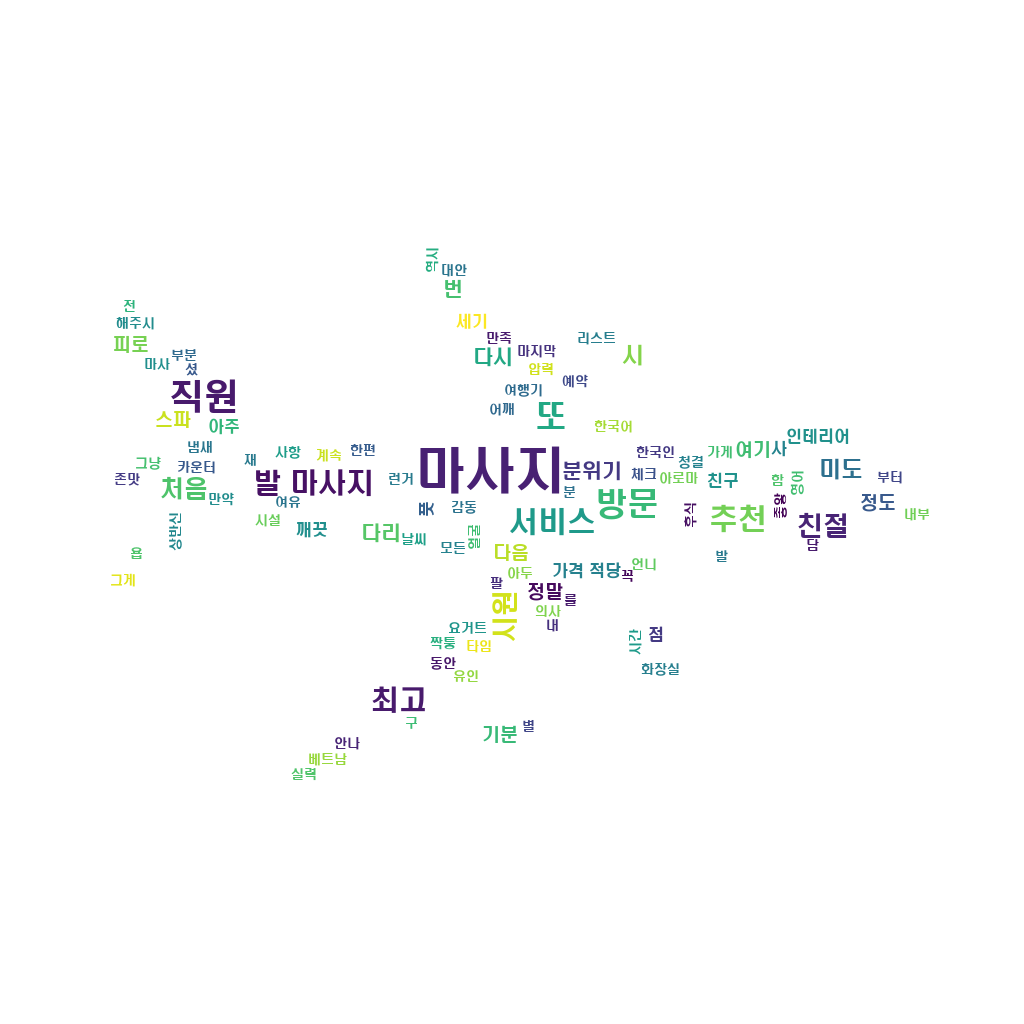 역시
대안
번
전
해주시
세기
피로
만족
리스트
마사
부분
다시
마지막
시
셨
압력
직원
여행기
예약
스파
아주
어깨
또
한국어
인테리어
냄새
사항
계속
한편
마사지
분위기
한국인
청결
가게
여기
사
그냥
카운터
재
존맛
처음
만약
발 마사지
여유
런거
풋
감동
분
체크
아로마
친구
함
영어
미도
부터
정도
내부
시설
깨끗
다리
날씨
모든
얼굴
서비스
방문
후식
추천
종왕
친절
담
상반신
욥
그게
다음
아두
가격 적당
꼭
언니
발
팔
시원
정말
를
의사
내
요거트
짝퉁
타임
동안
유인
시간
점
화장실
최고
구
기분
별
안나
베트남
실력